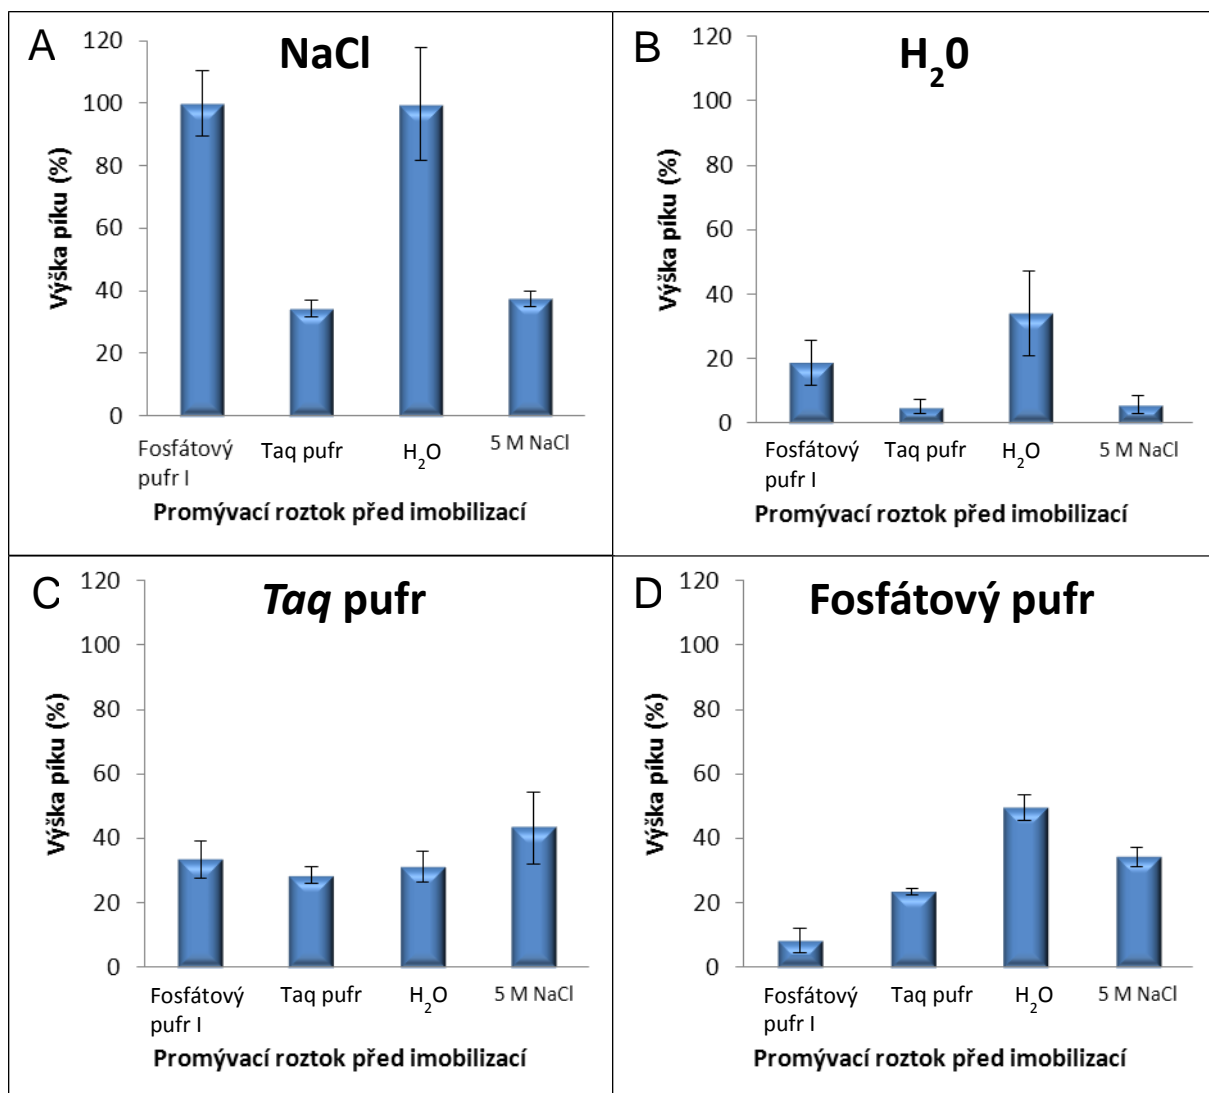 A
NaCl
Výška píku (%)
120
100
80
60
40
20
0
Fosfátový
pufr I
Taq pufr
H₂O
5 M NaCl
Promývací roztok před imobilizací
B
H₂0
Výška píku (%)
120
100
80
60
40
20
0
Fosfátový
pufr I
Taq pufr
H₂O
5 M NaCl
Promývací roztok před imobilizací
C
Taq pufr
Výška píku (%)
120
100
80
60
40
20
0
Fosfátový
pufr I
Taq pufr
H₂O
5 M NaCl
Promývací roztok před imobilizací
D
Fosfátový pufr
Výška píku (%)
120
100
80
60
40
20
0
Fosfátový
pufr I
Taq pufr
H₂O
5 M NaCl
Promývací roztok před imobilizací